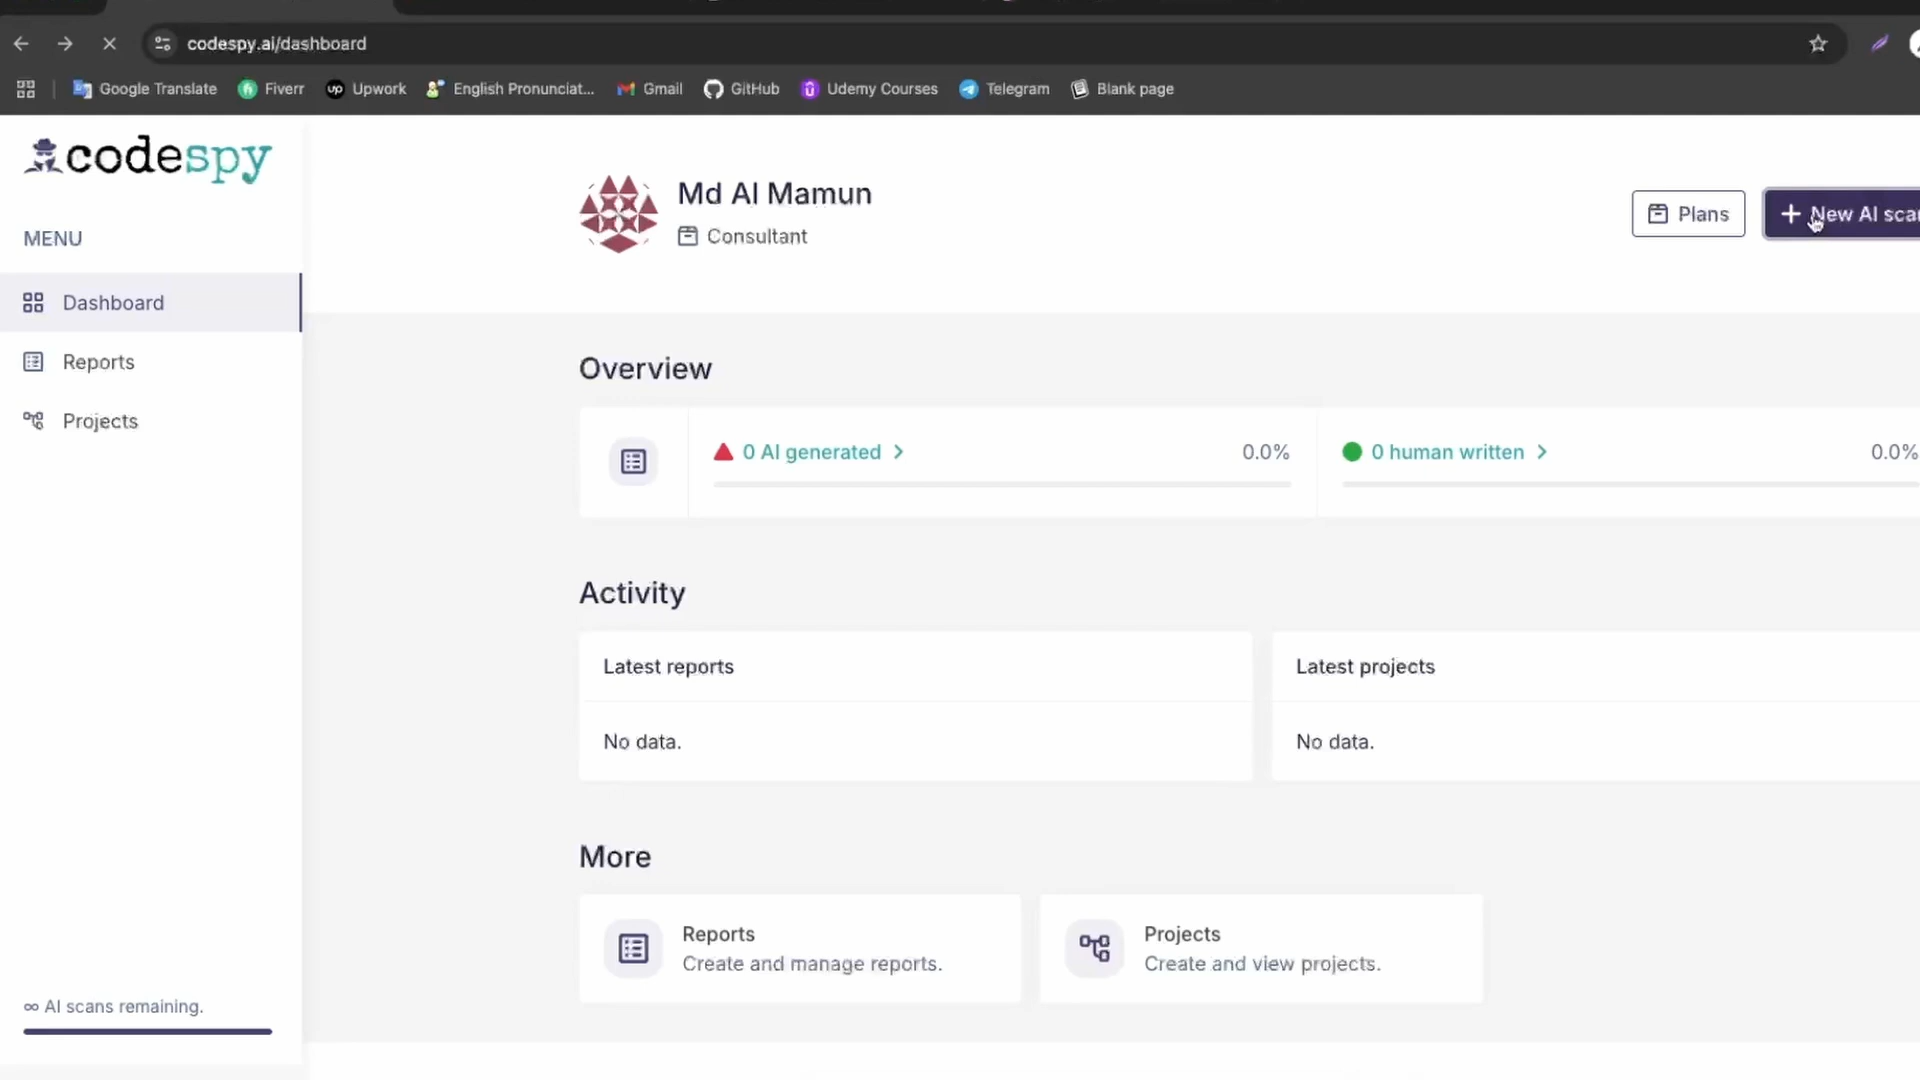 codespy.ai/dashboard
Google Translate
Fiverr
up Upwork
English Pronunciat...
Gmail
GitHub
Udemy Courses
Telegram
Blank page
codespy
Md Al Mamun
Consultant
Plans
New AI scan
MENU
Dashboard
Reports
Projects
Overview
0 AI generated
0.0%
0 human written
0.0%
Activity
Latest reports
No data.
Latest projects
No data.
More
Reports
Create and manage reports.
Projects
Create and view projects.
∞ AI scans remaining.